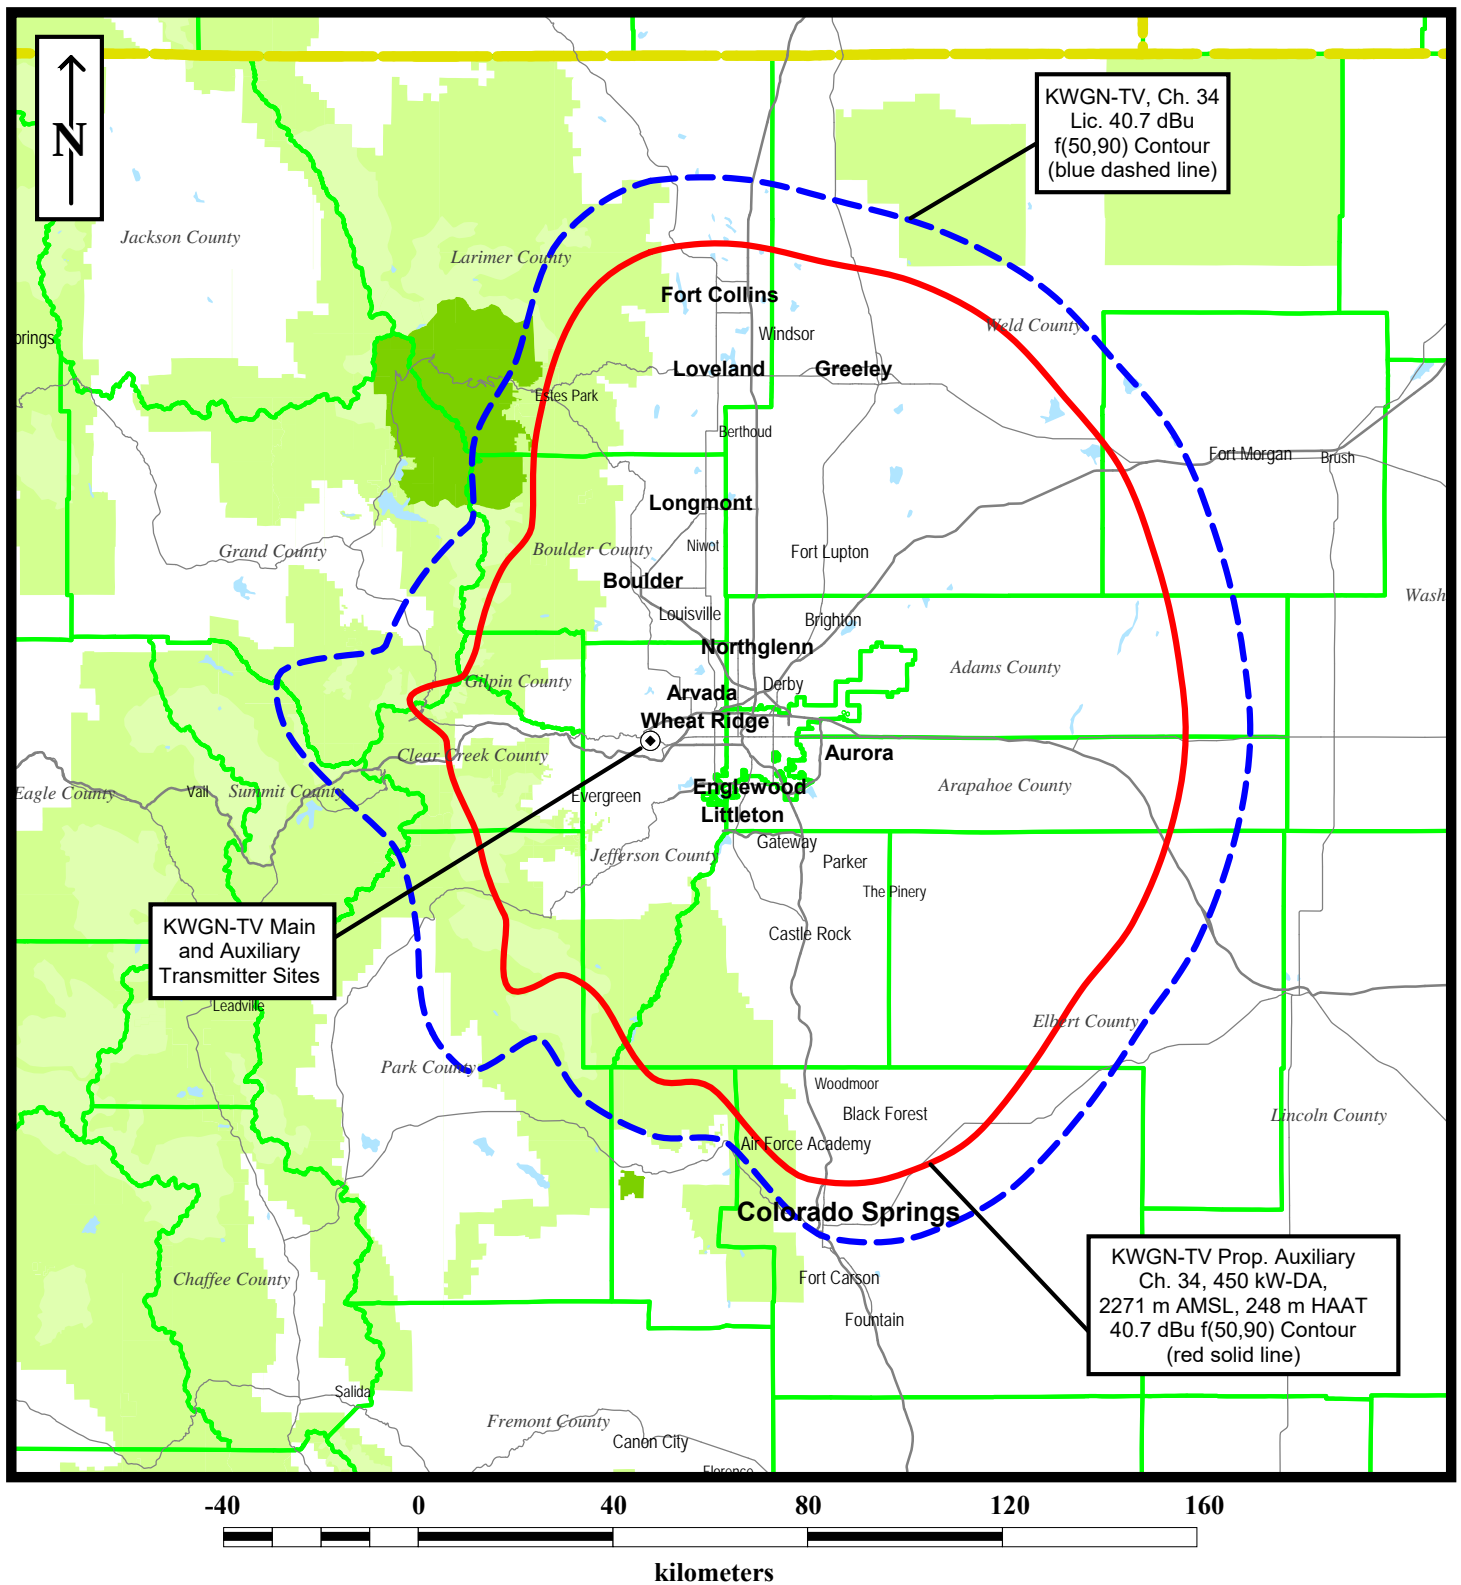 KWGN-TV, Ch. 34
Lic. 40.7 dBu
f(50,90) Contour
(blue dashed line)
N
Jackson County
Larimer County
Fort Collins
Weld County
Windsor
prings
Loveland
Greeley
Estes Park
Berthoud
Fort Morgan
Brush
Longmont
Grand County
Boulder County
Niwot
Fort Lupton
Boulder
Wash
Louisville
Brighton
Northglenn
Adams County
Gilpin County
Arvada
Derby
Wheat Ridge
Clear Creek County
Aurora
Eagle County
Vail
Summit County
Evergreen
Englewood
Arapahoe County
Littleton
Jefferson County
Gateway
Parker
The Pinery
KWGN-TV Main
and Auxiliary
Transmitter Sites
Castle Rock
Leadville
Elbert County
Park County
Woodmoor
Black Forest
Lincoln County
Air Force Academy
Colorado Springs
KWGN-TV Prop. Auxiliary
Ch. 34, 450 kW-DA,
2271 m AMSL, 248 m HAAT
40.7 dBu f(50,90) Contour
(red solid line)
Chaffee County
Fort Carson
Fountain
Salida
Fremont County
Canon City
Florence
-40 0 40 80 120 160
kilometers